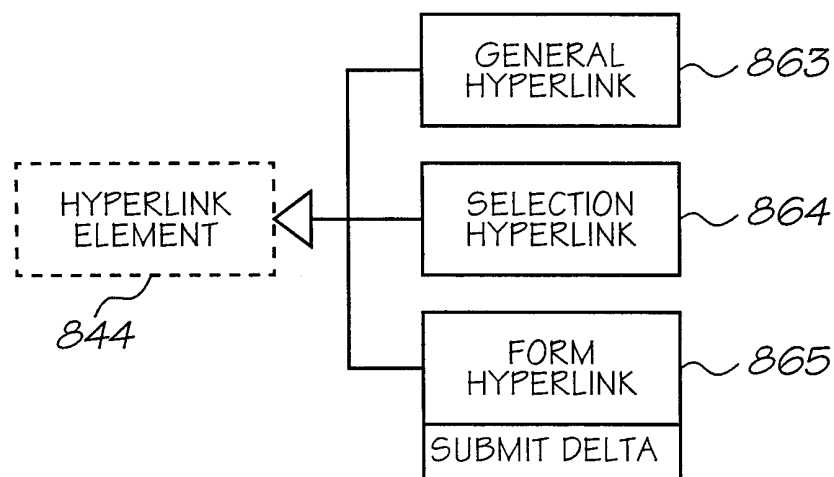 GENERAL
HYPERLINK
863
HYPERLINK
ELEMENT
844
SELECTION
HYPERLINK
864
FORM
HYPERLINK
865
SUBMIT DELTA